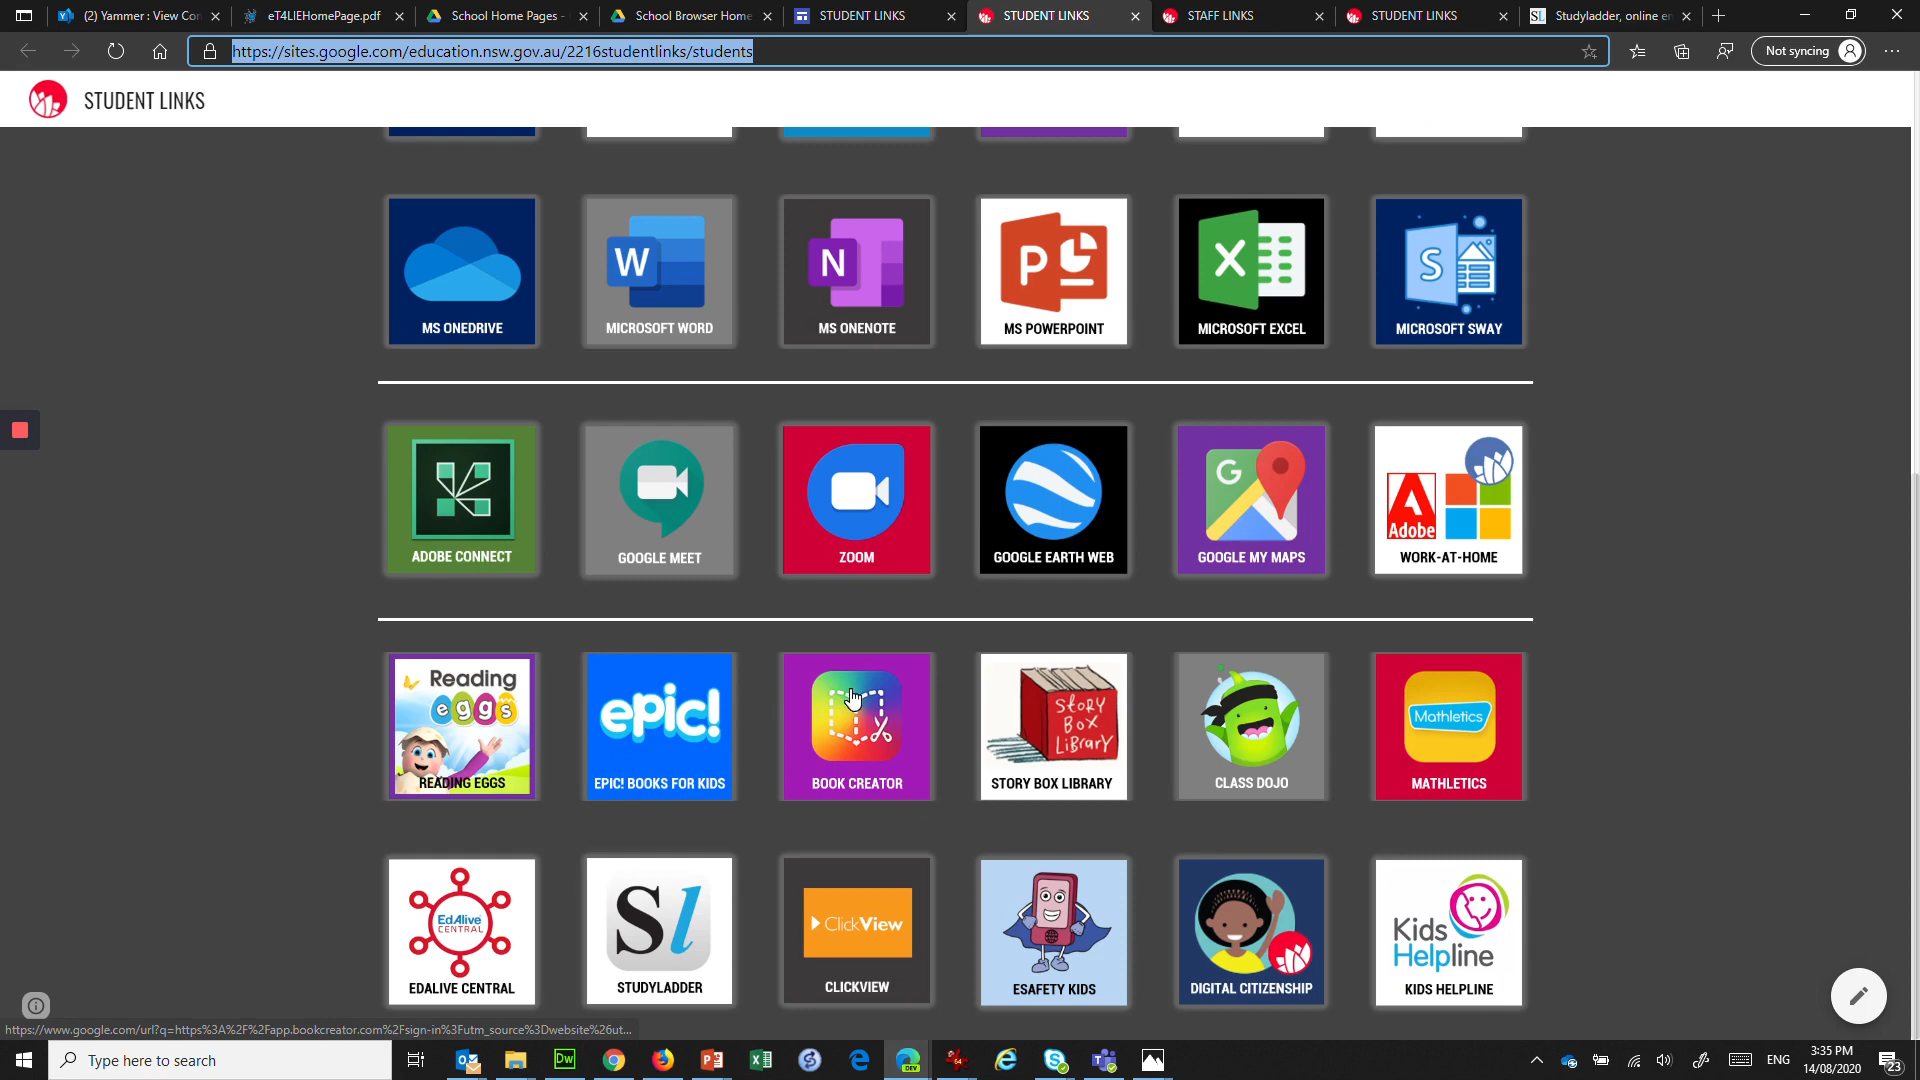 (2) Yammer : View Con
eT4LIEHomePage.pdf
School Home Pages -
School Browser Home
STUDENT LINKS
STUDENT LINKS
STAFF LINKS
STUDENT LINKS
SL Studyladder, online e
https://sites.google.com/education.nsw.gov.au/2216studentlinks/students
Not syncing
STUDENT LINKS
MS ONEDRIVE
W
MICROSOFT WORD
N
MS ONENOTE
P
MS POWERPOINT
X
MICROSOFT EXCEL
S
MICROSOFT SWAY
ADOBE CONNECT
GOOGLE MEET
ZOOM
GOOGLE EARTH WEB
G
GOOGLE MY MAPS
Adobe
WORK-AT-HOME
Reading
eggs
READING EGGS
epic!
EPIC! BOOKS FOR KIDS
BOOK CREATOR
STORY
BOX
LIBRARY
STORY BOX LIBRARY
CLASS DOJO
Mathletics
MATHLETICS
EdAlive
CENTRAL
EDALIVE CENTRAL
Sl
STUDYLADDER
ClickView
CLICKVIEW
ESAFETY KIDS
DIGITAL CITIZENSHIP
Kids
Helpline
KIDS HELPLINE
https://www.google.com/url?q=https%3A%2F%2Fapp.bookcreator.com%2Fsign-in%3Futm_source%3Dwebsite%26ut...
Type here to search
Dw
DEV
ENG
3:35 PM
14/08/2020
23